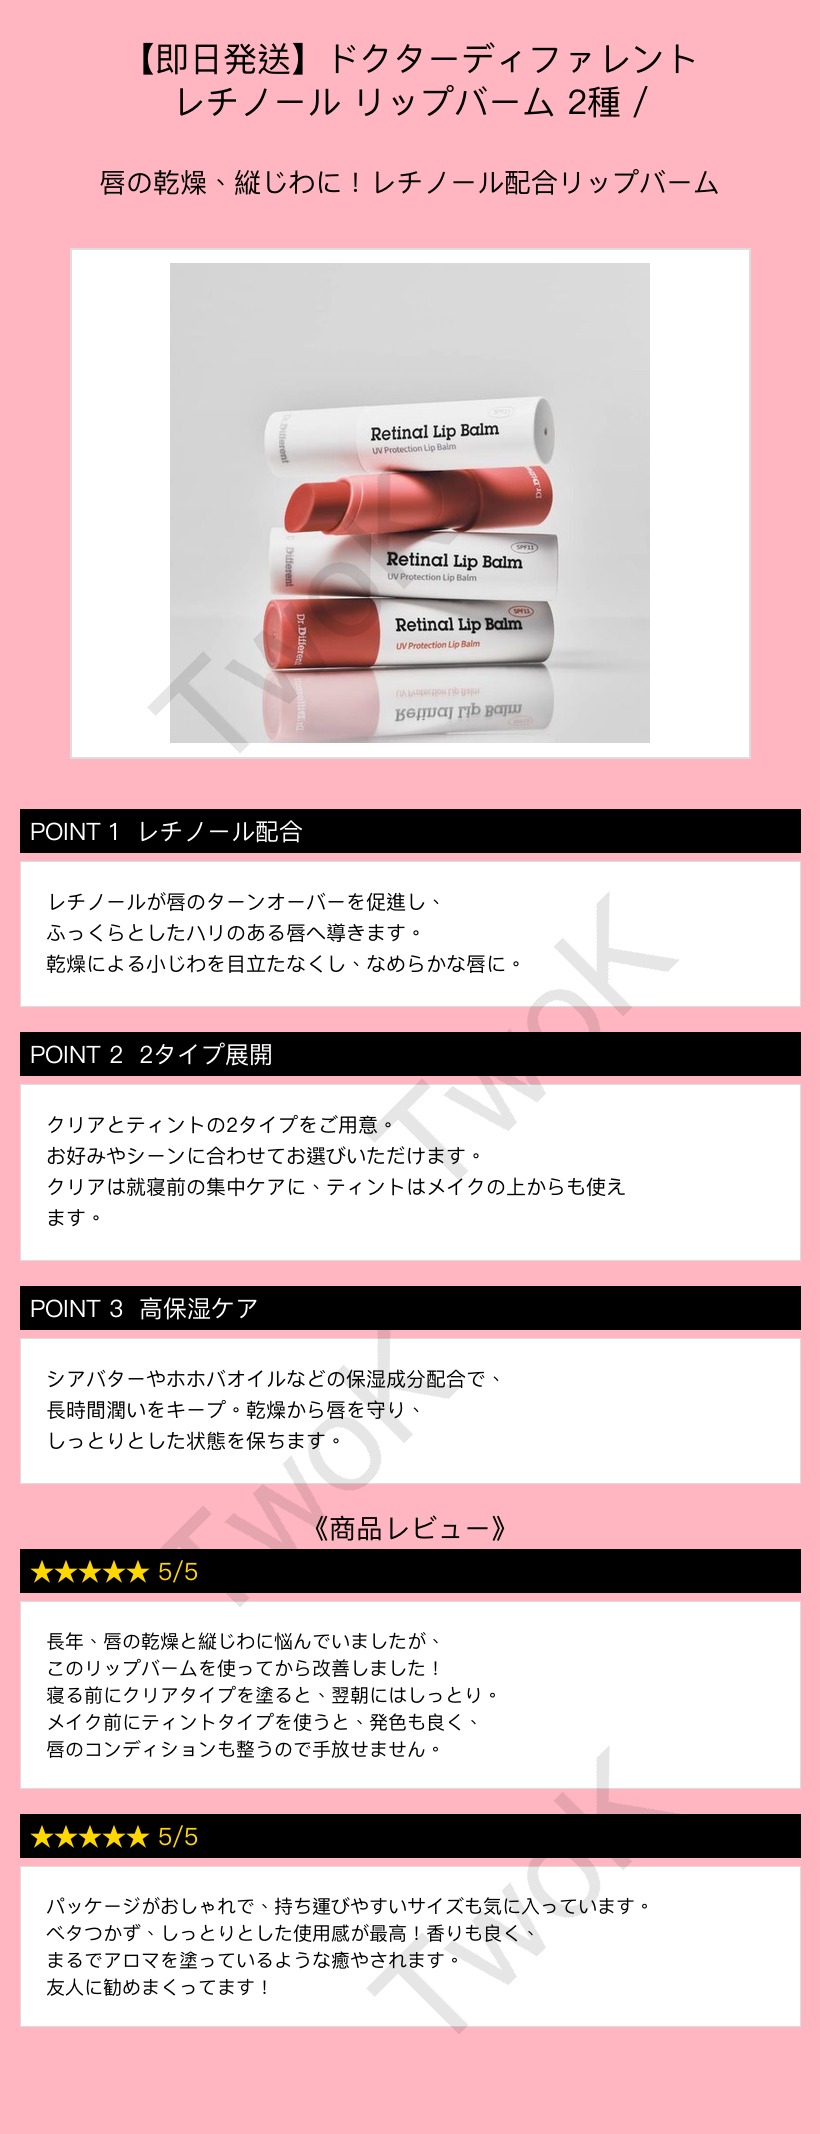 【即日発送】ドクターディファレント
レチノール リップバーム 2種 /
唇の乾燥、縦じわに！レチノール配合リップバーム
Dr.Different
Retinal Lip Balm
UV Protection Lip Balm
Dr.Different
Dr.Different
Retinal Lip Balm
SPF11
UV Protection Lip Balm
Dr.Different
Retinal Lip Balm
SPF11
UV Protection Lip Balm
UV Protection Lip Balm
Retinal Lip Balm
TwoK
POINT 1 レチノール配合
レチノールが唇のターンオーバーを促進し、
ふっくらとしたハリのある唇へ導きます。
乾燥による小じわを目立たなくし、なめらかな唇に。
TwoK
POINT 2 2タイプ展開
クリアとティントの2タイプをご用意。
お好みやシーンに合わせてお選びいただけます。
クリアは就寝前の集中ケアに、ティントはメイクの上からも使え
ます。
POINT 3 高保湿ケア
シアバターやホホバオイルなどの保湿成分配合で、
長時間潤いをキープ。乾燥から唇を守り、
しっとりとした状態を保ちます。
TwoK
《商品レビュー》
★★★★★ 5/5
長年、唇の乾燥と縦じわに悩んでいましたが、
このリップバームを使ってから改善しました！
寝る前にクリアタイプを塗ると、翌朝にはしっとり。
メイク前にティントタイプを使うと、発色も良く、
唇のコンディションも整うので手放せません。
★★★★★ 5/5
パッケージがおしゃれで、持ち運びやすいサイズも気に入っています。
ベタつかず、しっとりとした使用感が最高！香りも良く、
まるでアロマを塗っているような癒やされます。
友人に勧めまくってます！
TwoK